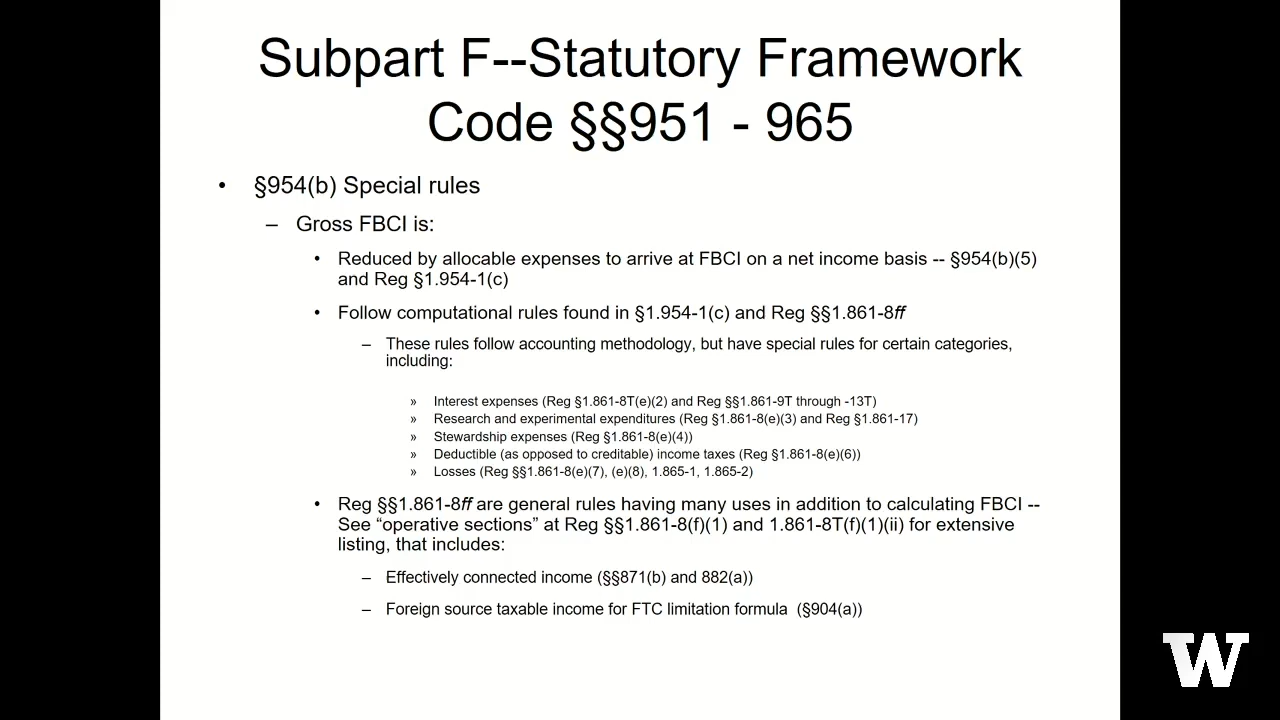 Subpart F--Statutory Framework
Code §§951 - 965
• §954(b) Special rules
– Gross FBCI is:
• Reduced by allocable expenses to arrive at FBCI on a net income basis -- §954(b)(5)
and Reg §1.954-1(c)
• Follow computational rules found in §1.954-1(c) and Reg §§1.861-8ff
– These rules follow accounting methodology, but have special rules for certain categories,
including:
» Interest expenses (Reg §1.861-8T(e)(2) and Reg §§1.861-9T through -13T)
» Research and experimental expenditures (Reg §1.861-8(e)(3) and Reg §1.861-17)
» Stewardship expenses (Reg §1.861-8(e)(4))
» Deductible (as opposed to creditable) income taxes (Reg §1.861-8(e)(6))
» Losses (Reg §§1.861-8(e)(7), (e)(8), 1.865-1, 1.865-2)
• Reg §§1.861-8ff are general rules having many uses in addition to calculating FBCI --
See “operative sections” at Reg §§1.861-8(f)(1) and 1.861-8T(f)(1)(ii) for extensive
listing, that includes:
– Effectively connected income (§§871(b) and 882(a))
– Foreign source taxable income for FTC limitation formula (§904(a))
W